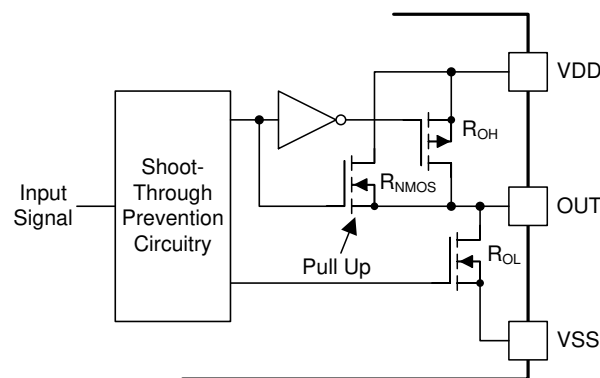 VDD
R_OH
Shoot-
Through
Prevention
Circuitry
Input
Signal
R_NMOS
OUT
Pull Up
R_OL
VSS